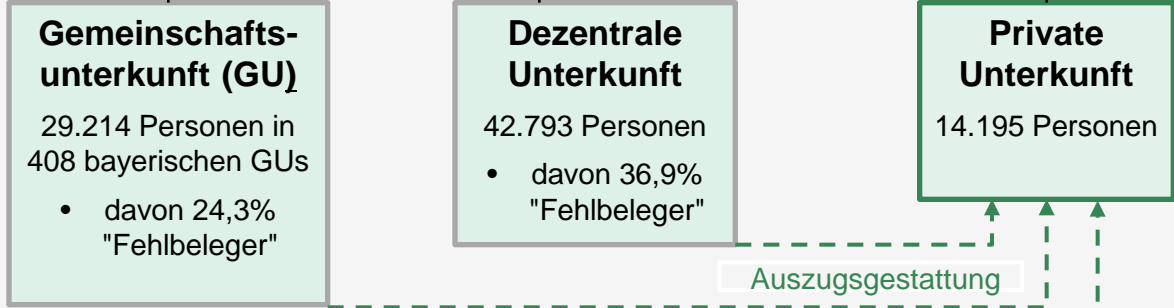 Gemeinschafts-
unterkunft (GU)
29.214 Personen in
408 bayerischen GUs
• davon 24,3%
"Fehlbeleger"
Dezentrale
Unterkunft
42.793 Personen
• davon 36,9%
"Fehlbeleger"
Private
Unterkunft
14.195 Personen
Auszugsgestattung